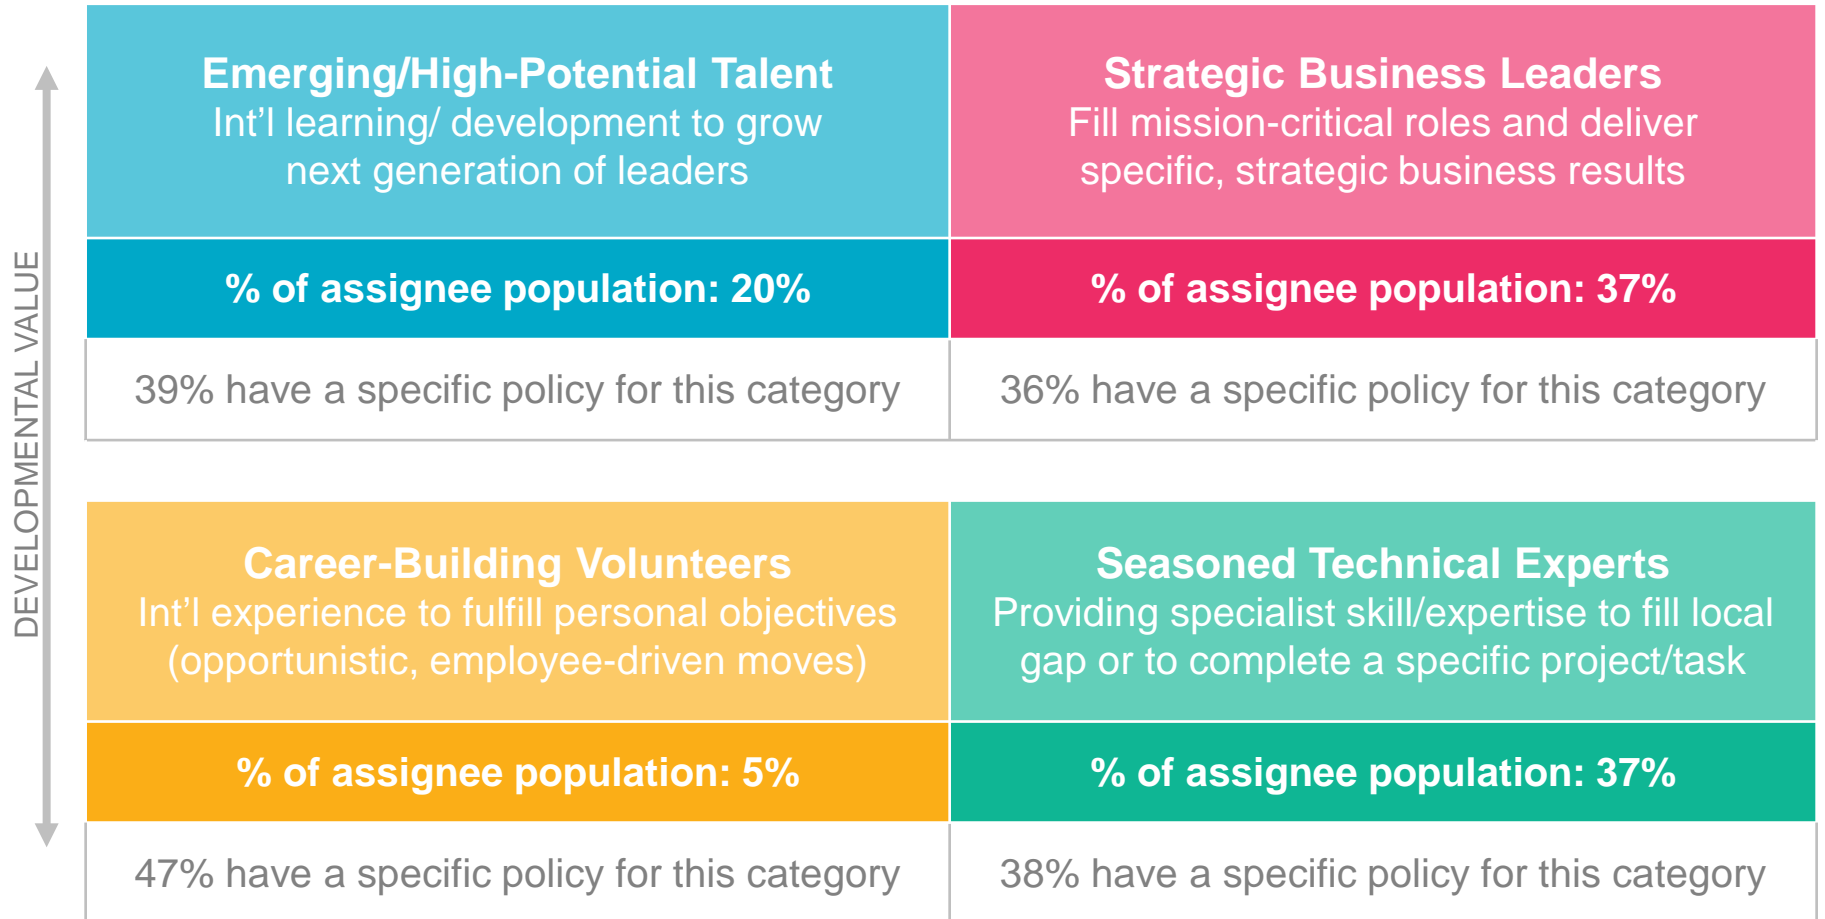 DEVELOPMENTAL VALUE
Emerging/High-Potential Talent
Int’l learning/ development to grow
next generation of leaders
% of assignee population: 20%
39% have a specific policy for this category
Strategic Business Leaders
Fill mission-critical roles and deliver
specific, strategic business results
% of assignee population: 37%
36% have a specific policy for this category
Career-Building Volunteers
Int’l experience to fulfill personal objectives
(opportunistic, employee-driven moves)
% of assignee population: 5%
47% have a specific policy for this category
Seasoned Technical Experts
Providing specialist skill/expertise to fill local
gap or to complete a specific project/task
% of assignee population: 37%
38% have a specific policy for this category